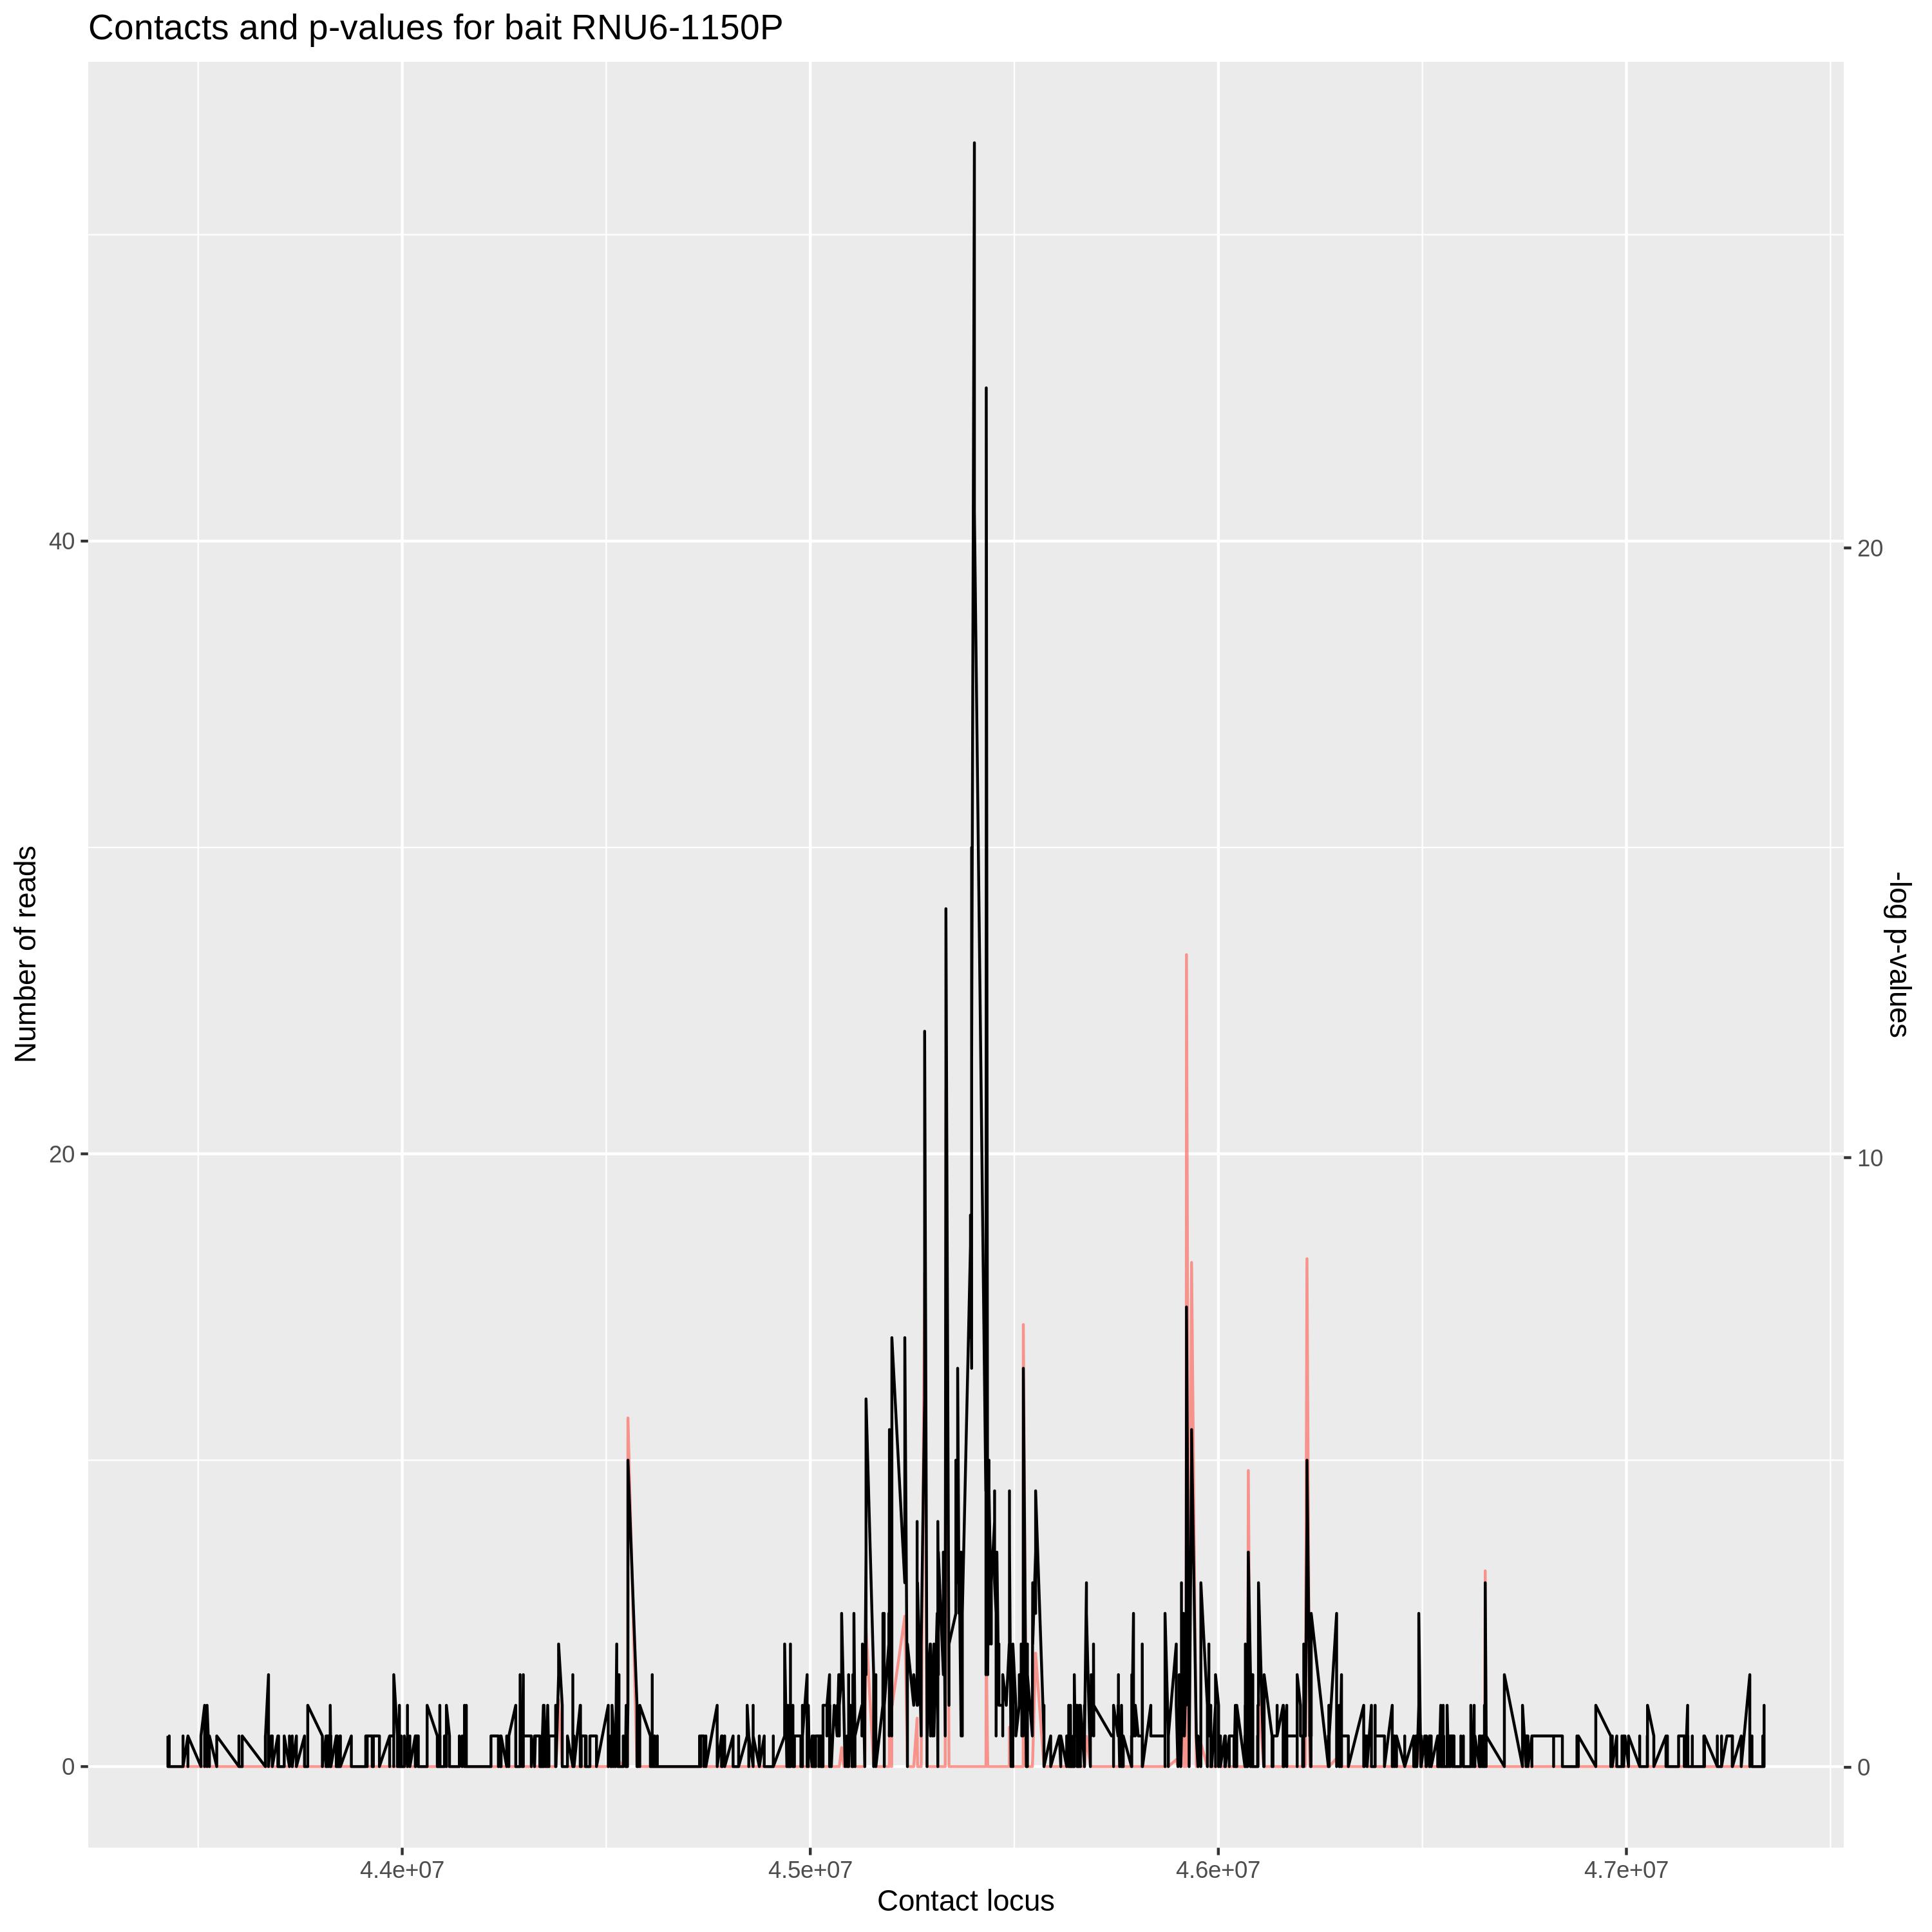 Contacts and p-values for bait RNU6-1150P
Number of reads
40
20
0
-log p-values
20
10
0
4.4e+07
4.5e+07
4.6e+07
4.7e+07
Contact locus